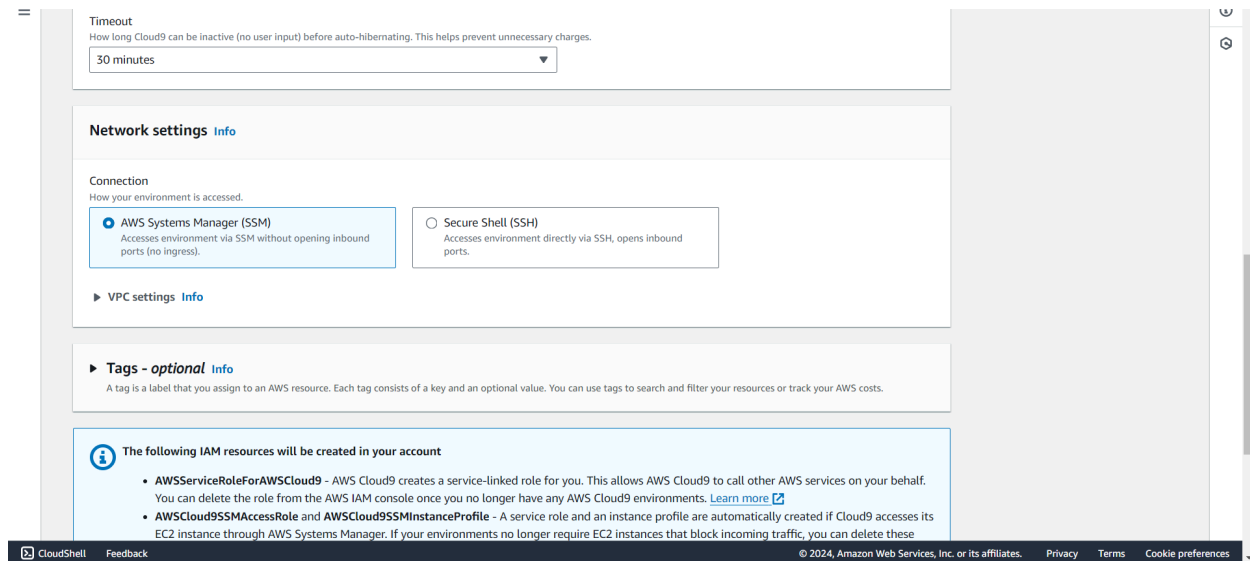 Timeout
How long Cloud9 can be inactive (no user input) before auto-hibernating. This helps prevent unnecessary charges.
30 minutes
Network settings Info
Connection
How your environment is accessed.
AWS Systems Manager (SSM)
Accesses environment via SSM without opening inbound
ports (no ingress).
Secure Shell (SSH)
Accesses environment directly via SSH, opens inbound
ports.
VPC settings Info
Tags - optional Info
A tag is a label that you assign to an AWS resource. Each tag consists of a key and an optional value. You can use tags to search and filter your resources or track your AWS costs.
The following IAM resources will be created in your account
• AWSServiceRoleForAWSCloud9 - AWS Cloud9 creates a service-linked role for you. This allows AWS Cloud9 to call other AWS services on your behalf.
You can delete the role from the AWS IAM console once you no longer have any AWS Cloud9 environments. Learn more
• AWSCloud9SSMAccessRole and AWSCloud9SSMInstanceProfile - A service role and an instance profile are automatically created if Cloud9 accesses its
EC2 instance through AWS Systems Manager. If your environments no longer require EC2 instances that block incoming traffic, you can delete these
CloudShell Feedback © 2024, Amazon Web Services, Inc. or its affiliates. Privacy Terms Cookie preferences